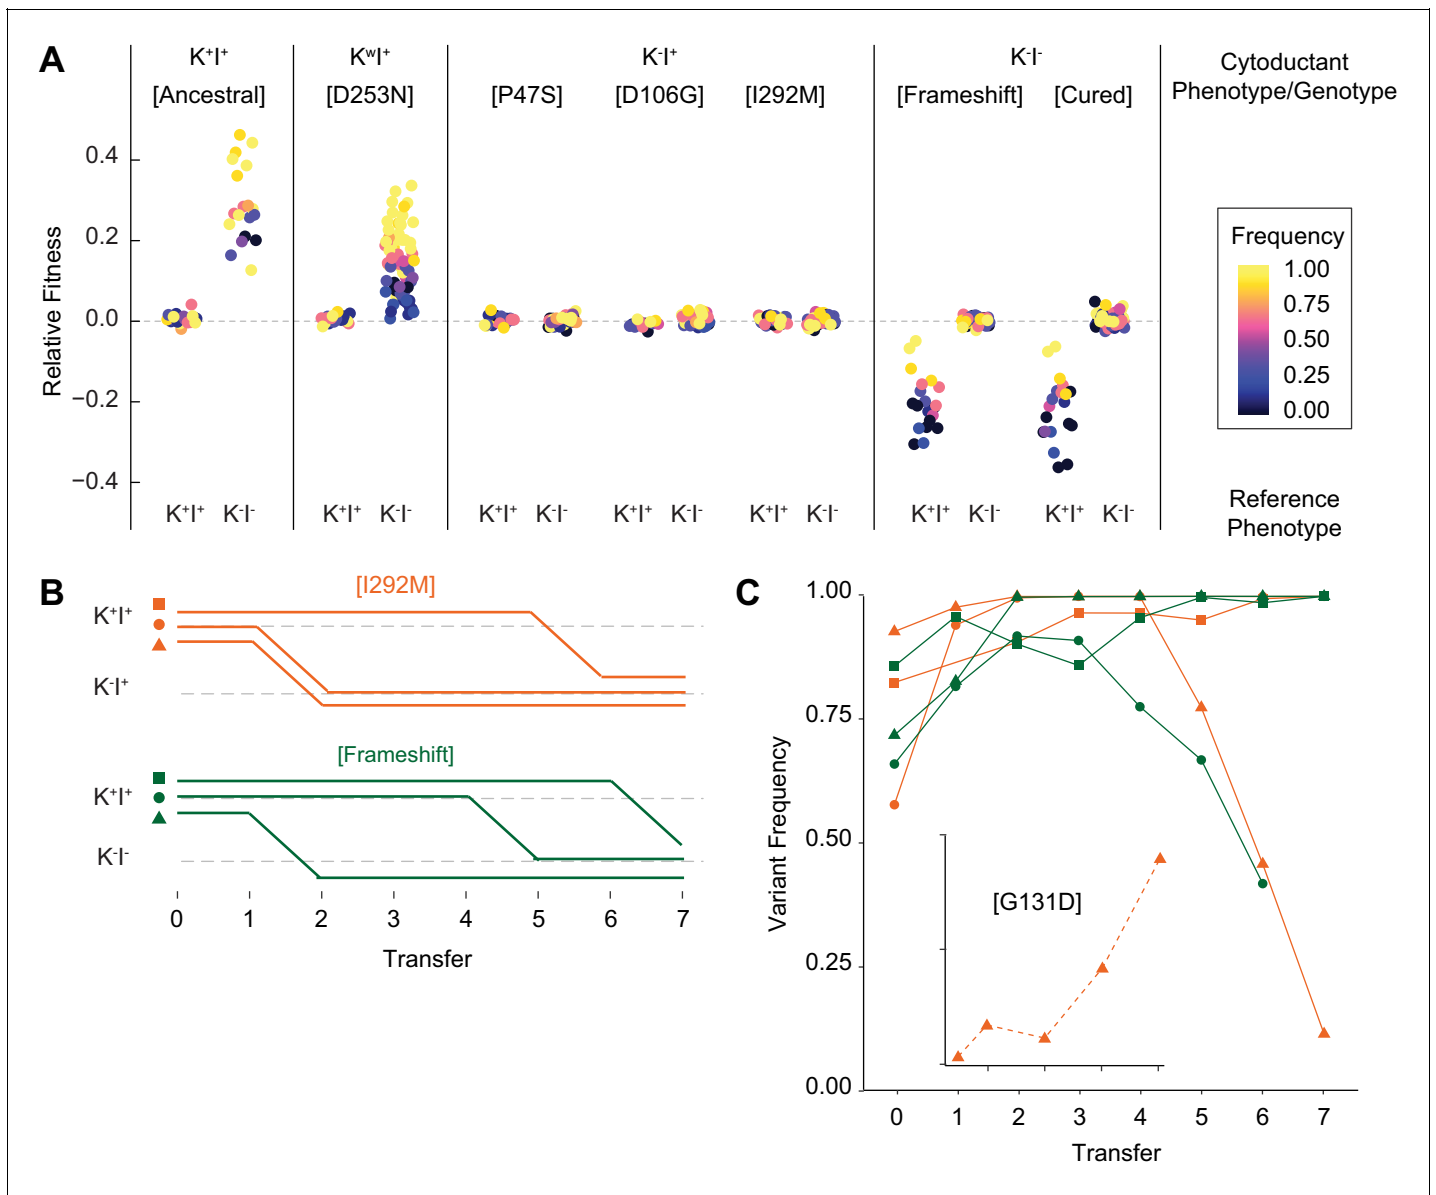 A
K⁺I⁺ KʷI⁺ K⁻I⁺ K⁻I⁻ Cytoductant
[Ancestral] [D253N] [P47S] [D106G] [I292M] [Frameshift] [Cured] Phenotype/Genotype
Relative Fitness
0.4
0.2
0.0
−0.2
−0.4
Frequency
1.00
0.75
0.50
0.25
0.00
K⁺I⁺ K⁻I⁻ K⁺I⁺ K⁻I⁻ K⁺I⁺ K⁻I⁻ K⁺I⁺ K⁻I⁻ K⁺I⁺ K⁻I⁻ K⁺I⁺ K⁻I⁻ K⁺I⁺ K⁻I⁻ Reference
Phenotype
B
[I292M]
K⁺I⁺
K⁻I⁺
[Frameshift]
K⁺I⁺
K⁻I⁻
0 1 2 3 4 5 6 7
Transfer
C
Variant Frequency
1.00
0.75
0.50
0.25
0.00
[G131D]
0 1 2 3 4 5 6 7
Transfer